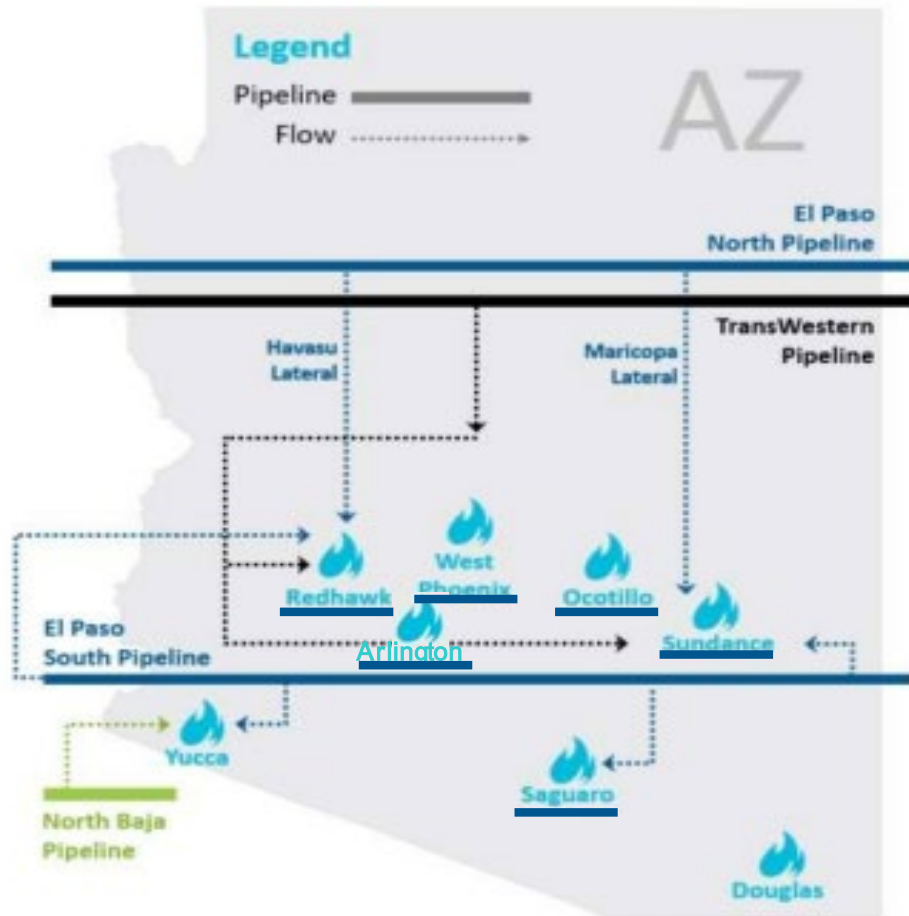 Legend
Pipeline
Flow
AZ
El Paso
North Pipeline
TransWestern
Pipeline
Havasu
Lateral
Maricopa
Lateral
West
Phoenix
Redhawk
Ocotillo
Arlington
Sundance
El Paso
South Pipeline
Yucca
Saguaro
North Baja
Pipeline
Douglas